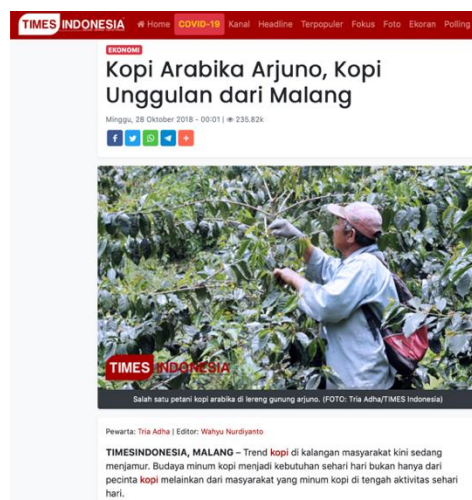 TIMES INDONESIA Home COVID-19 Kanal Headline Terpopuler Fokus Foto Ekoran Polling
EKONOMI
Kopi Arabika Arjuno, Kopi
Unggulan dari Malang
Minggu, 28 Oktober 2018 - 00:01 | 235.82k
TIMES INDONESIA
Salah satu petani kopi arabika di lereng gunung arjuno. (FOTO: Tria Adha/TIMES Indonesia)
Pewarta: Tria Adha | Editor: Wahyu Nurdiyanto
TIMESINDONESIA, MALANG – Trend kopi di kalangan masyarakat kini sedang
menjamur. Budaya minum kopi menjadi kebutuhan sehari hari bukan hanya dari
pecinta kopi melainkan dari masyarakat yang minum kopi di tengah aktivitas sehari
hari.